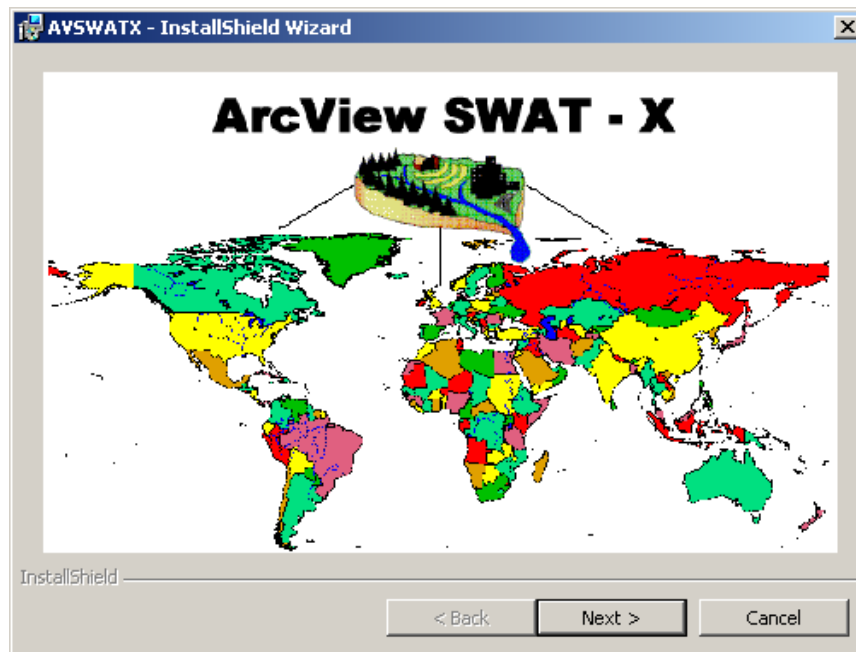 AVSWATX - InstallShield Wizard
ArcView SWAT - X
InstallShield
< Back Next > Cancel